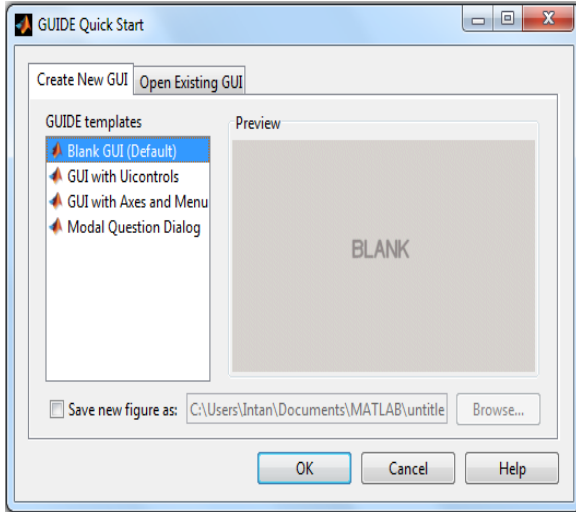 GUIDE Quick Start
Create New GUI Open Existing GUI
GUIDE templates Preview
Blank GUI (Default)
GUI with Uicontrols
GUI with Axes and Menu
Modal Question Dialog
BLANK
Save new figure as: C:\Users\Intan\Documents\MATLAB\untitle Browse...
OK Cancel Help